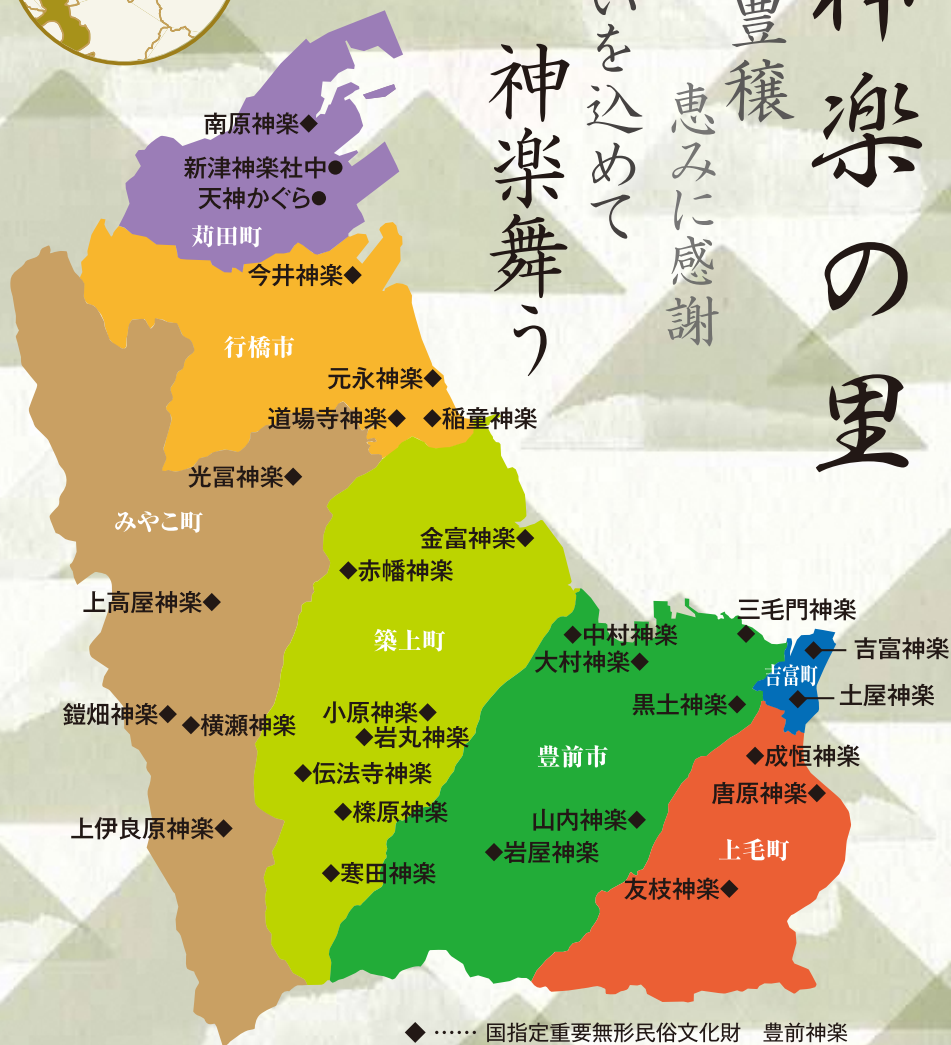 神楽の里
豊穣
恵みに感謝
いを込めて
神楽舞う
南原神楽◆
新津神楽社中●
天神かぐら●
苅田町
今井神楽◆
行橋市
元永神楽◆
道場寺神楽◆
◆稲童神楽
光冨神楽◆
みやこ町
金富神楽◆
◆赤幡神楽
上高屋神楽◆
築上町
三毛門神楽
◆
◆中村神楽
大村神楽◆
◆ 吉富神楽
吉富町
◆ 土屋神楽
黒土神楽◆
鐙畑神楽◆
◆横瀬神楽
小原神楽◆
◆岩丸神楽
豊前市
◆成恒神楽
◆伝法寺神楽
唐原神楽◆
◆櫟原神楽
山内神楽◆
上伊良原神楽◆
◆岩屋神楽
上毛町
◆寒田神楽
友枝神楽◆
◆ …… 国指定重要無形民俗文化財 豊前神楽